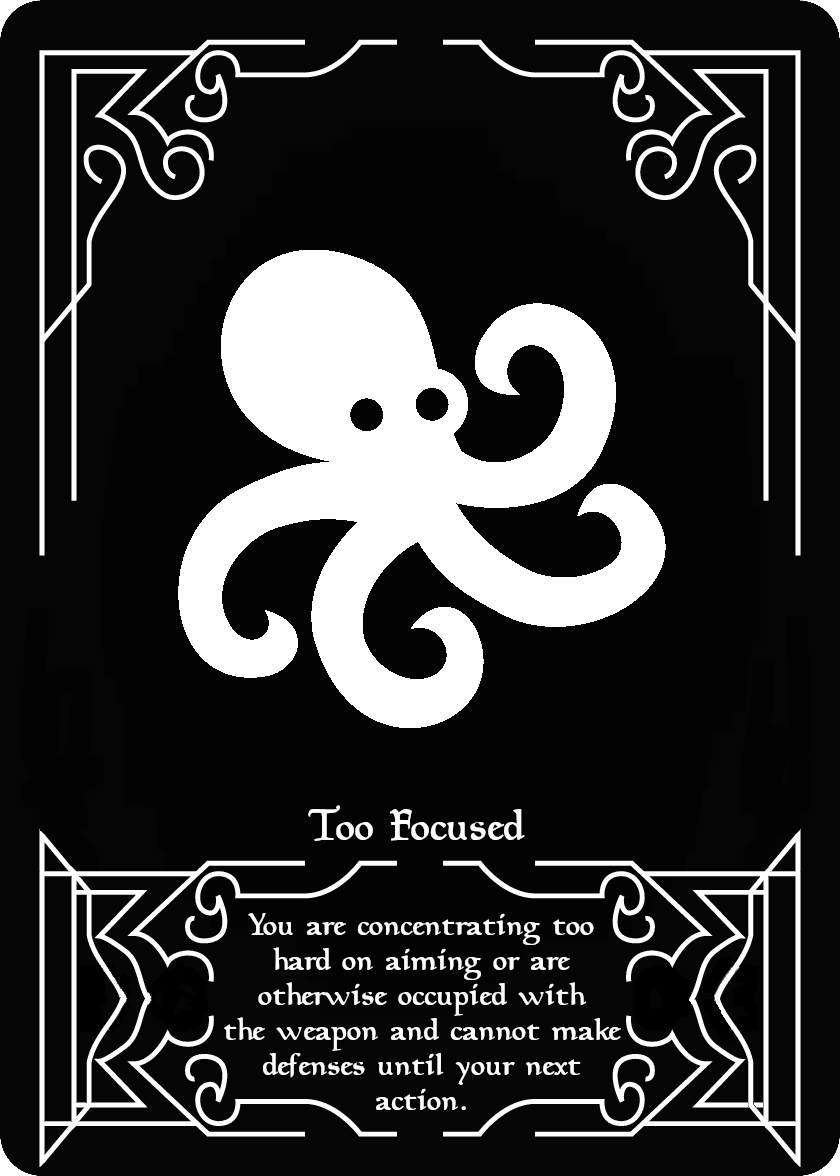 Too Focused
You are concentrating too
hard on aiming or are
otherwise occupied with
the weapon and cannot make
defenses until your next
action.